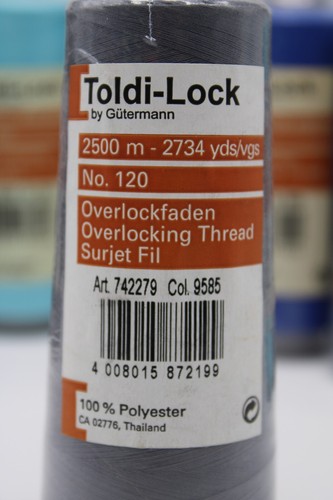 Toldi-Lock
by Gütermann
2500 m - 2734 yds/vgs
No. 120
Overlockfaden
Overlocking Thread
Surjet Fil
Art. 742279 Col. 9585
4 008015 872199
100 % Polyester
CA 02776, Thailand